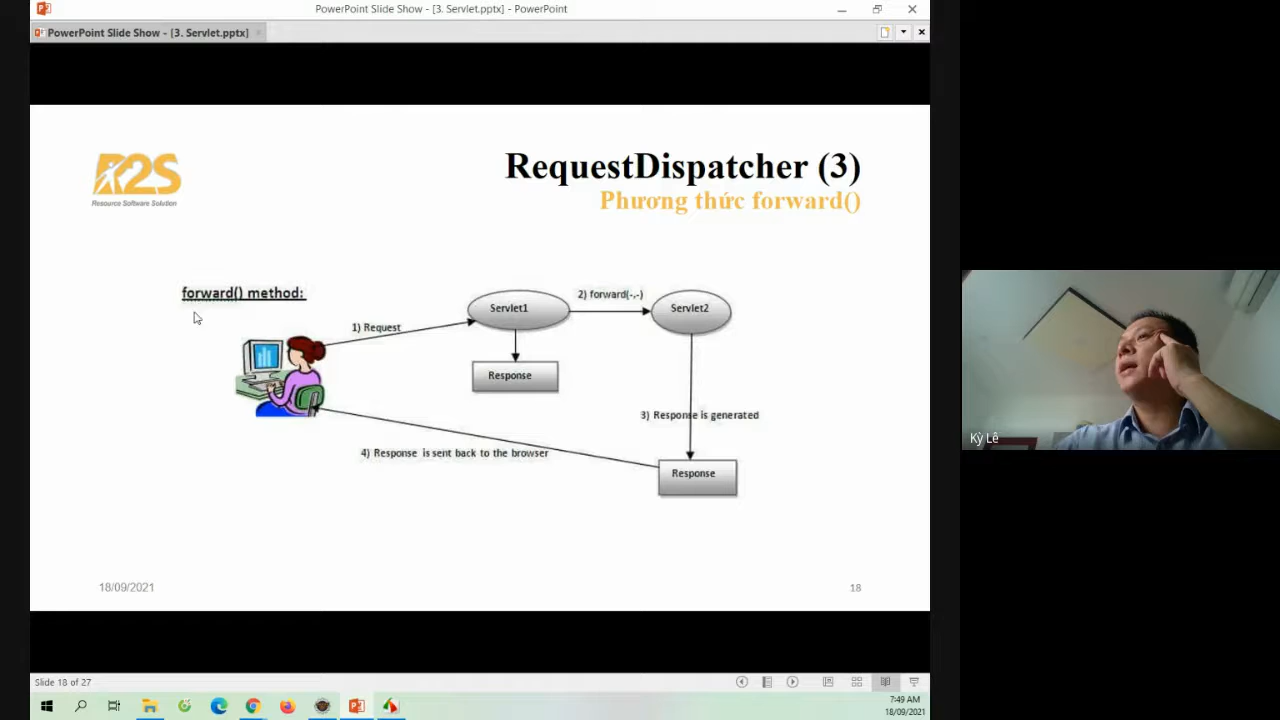 PowerPoint Slide Show - [3. Servlet.pptx] - PowerPoint
PowerPoint Slide Show - [3. Servlet.pptx]
R2S
Resource Software Solution
RequestDispatcher (3)
Phương thức forward()
forward() method:
1) Request
Servlet1
2) forward(-,-)
Servlet2
Response
3) Response is generated
4) Response is sent back to the browser
Response
Kỳ Lê
18/09/2021
18
Slide 18 of 27
7:49 AM
18/09/2021